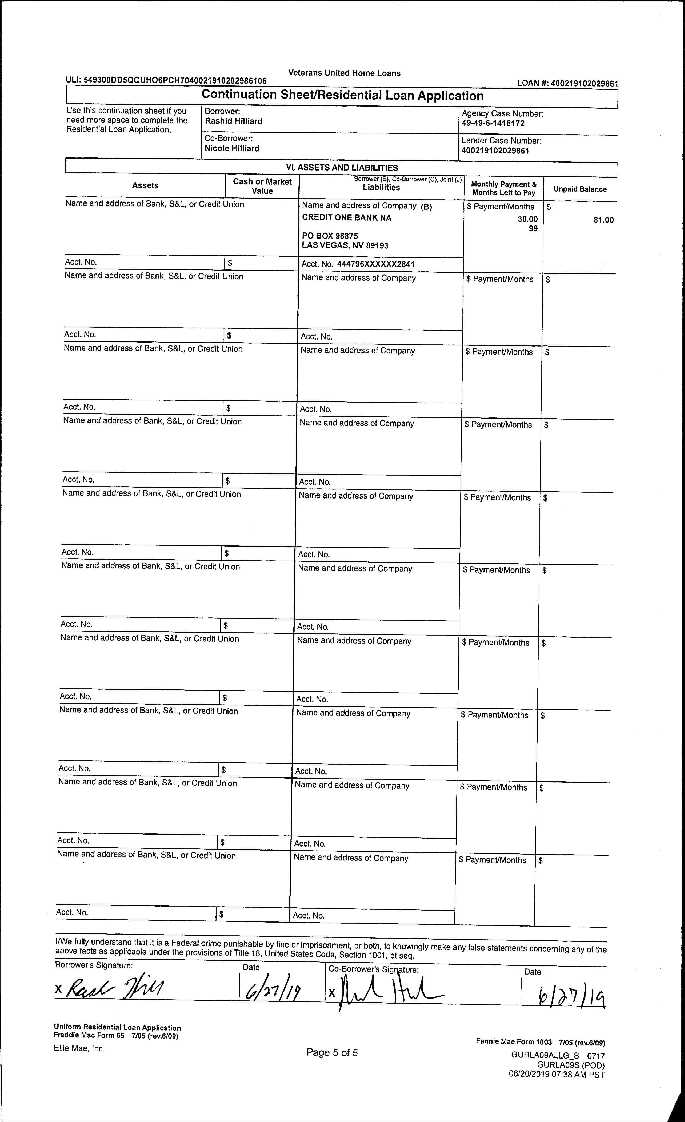 Veterans United Home Loans
ULI: 549300DD5QCUHO6PCH7040021910202986106
LOAN #: 400219102029861
Continuation Sheet/Residential Loan Application
Use this continuation sheet if you need more space to complete the Residential Loan Application.
Borrower:
Rashid Hilliard
Agency Case Number:
49-49-6-1418172
Co-Borrower:
Nicole Hilliard
Lender Case Number:
400219102029861
VI. ASSETS AND LIABILITIES
Assets
Cash or Market Value
Borrower (B), Co-Borrower (C), Joint (J)
Liabilities
Monthly Payment & Months Left to Pay
Unpaid Balance
Name and address of Bank, S&L, or Credit Union
Name and address of Company (B)
$ Payment/Months
$
CREDIT ONE BANK NA
30.00
81.00
99
PO BOX 98875
LAS VEGAS, NV 89193
Acct. No.
$
Acct. No. 444796XXXXXX2841
Name and address of Bank, S&L, or Credit Union
Name and address of Company
$ Payment/Months
$
Acct. No.
$
Acct. No.
Name and address of Bank, S&L, or Credit Union
Name and address of Company
$ Payment/Months
$
Acct. No.
$
Acct. No.
Name and address of Bank, S&L, or Credit Union
Name and address of Company
$ Payment/Months
$
Acct. No.
$
Acct. No.
Name and address of Bank, S&L, or Credit Union
Name and address of Company
$ Payment/Months
$
Acct. No.
$
Acct. No.
Name and address of Bank, S&L, or Credit Union
Name and address of Company
$ Payment/Months
$
Acct. No.
$
Acct. No.
Name and address of Bank, S&L, or Credit Union
Name and address of Company
$ Payment/Months
$
Acct. No.
$
Acct. No.
Name and address of Bank, S&L, or Credit Union
Name and address of Company
$ Payment/Months
$
Acct. No.
$
Acct. No.
Name and address of Bank, S&L, or Credit Union
Name and address of Company
$ Payment/Months
$
Acct. No.
$
Acct. No.
Name and address of Bank, S&L, or Credit Union
Name and address of Company
$ Payment/Months
$
Acct. No.
$
Acct. No.
I/We fully understand that it is a Federal crime punishable by fine or imprisonment, or both, to knowingly make any false statements concerning any of the
above facts as applicable under the provisions of Title 18, United States Code, Section 1001, et seq.
Borrower's Signature:
Date
Co-Borrower's Signature:
Date
X
6/27/19
X
6/27/19
Uniform Residential Loan Application
Freddie Mac Form 65 7/05 (rev.6/09)
Fannie Mae Form 1003 7/05 (rev.6/09)
Ellie Mae, Inc.
Page 5 of 5
GURLA09ALLG_S 0717
GURLA09S (POD)
06/20/2019 07:38 AM PST